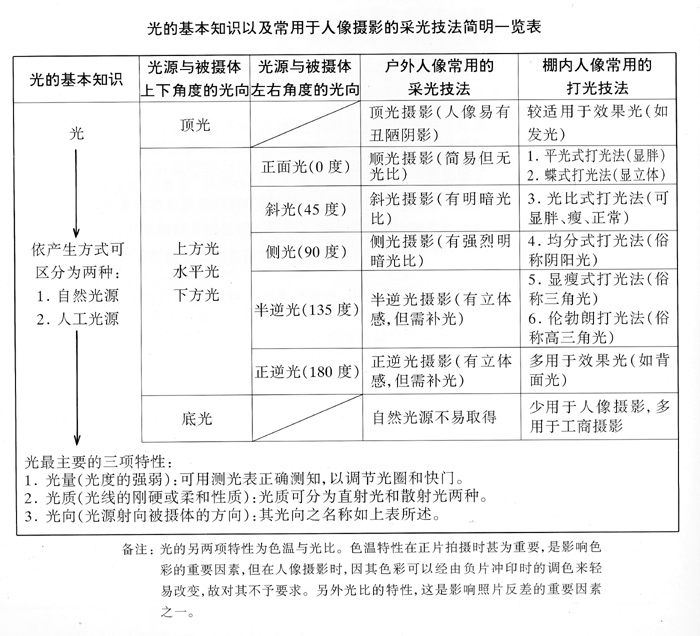 光的基本知识以及常用于人像摄影的采光技法简明一览表
光的基本知识
光源与被摄体
上下角度的光向
光源与被摄体
左右角度的光向
户外人像常用的
采光技法
棚内人像常用的
打光技法
光
依产生方式可
区分为两种:
1. 自然光源
2. 人工光源
顶光
顶光摄影(人像易有
丑陋阴影)
较适用于效果光(如
发光)
上方光
水平光
下方光
正面光(0 度)
顺光摄影(简易但无
光比)
1. 平光式打光法(显胖)
2. 蝶式打光法(显立体)
斜光(45 度)
斜光摄影(有明暗光
比)
3. 光比式打光法(可
显胖、瘦、正常)
侧光(90 度)
侧光摄影(有强烈明
暗光比)
4. 均分式打光法(俗
称阴阳光)
半逆光(135 度)
半逆光摄影(有立体
感,但需补光)
5. 显瘦式打光法(俗
称三角光)
6. 伦勃朗打光法(俗
称高三角光)
正逆光(180 度)
正逆光摄影(有立体
感,但需补光)
多用于效果光(如背
面光)
底光
自然光源不易取得
少用于人像摄影,多
用于工商摄影
光最主要的三项特性:
1. 光量(光度的强弱):可用测光表正确测知,以调节光圈和快门。
2. 光质(光线的刚硬或柔和性质):光质可分为直射光和散射光两种。
3. 光向(光源射向被摄体的方向):其光向之名称如上表所述。
备注: 光的另两项特性为色温与光比。色温特性在正片拍摄时甚为重要,是影响色
彩的重要因素,但在人像摄影时,因其色彩可以经由负片冲印时的调色来轻
易改变,故对其不予要求。另外光比的特性,这是影响照片反差的重要因素
之一。